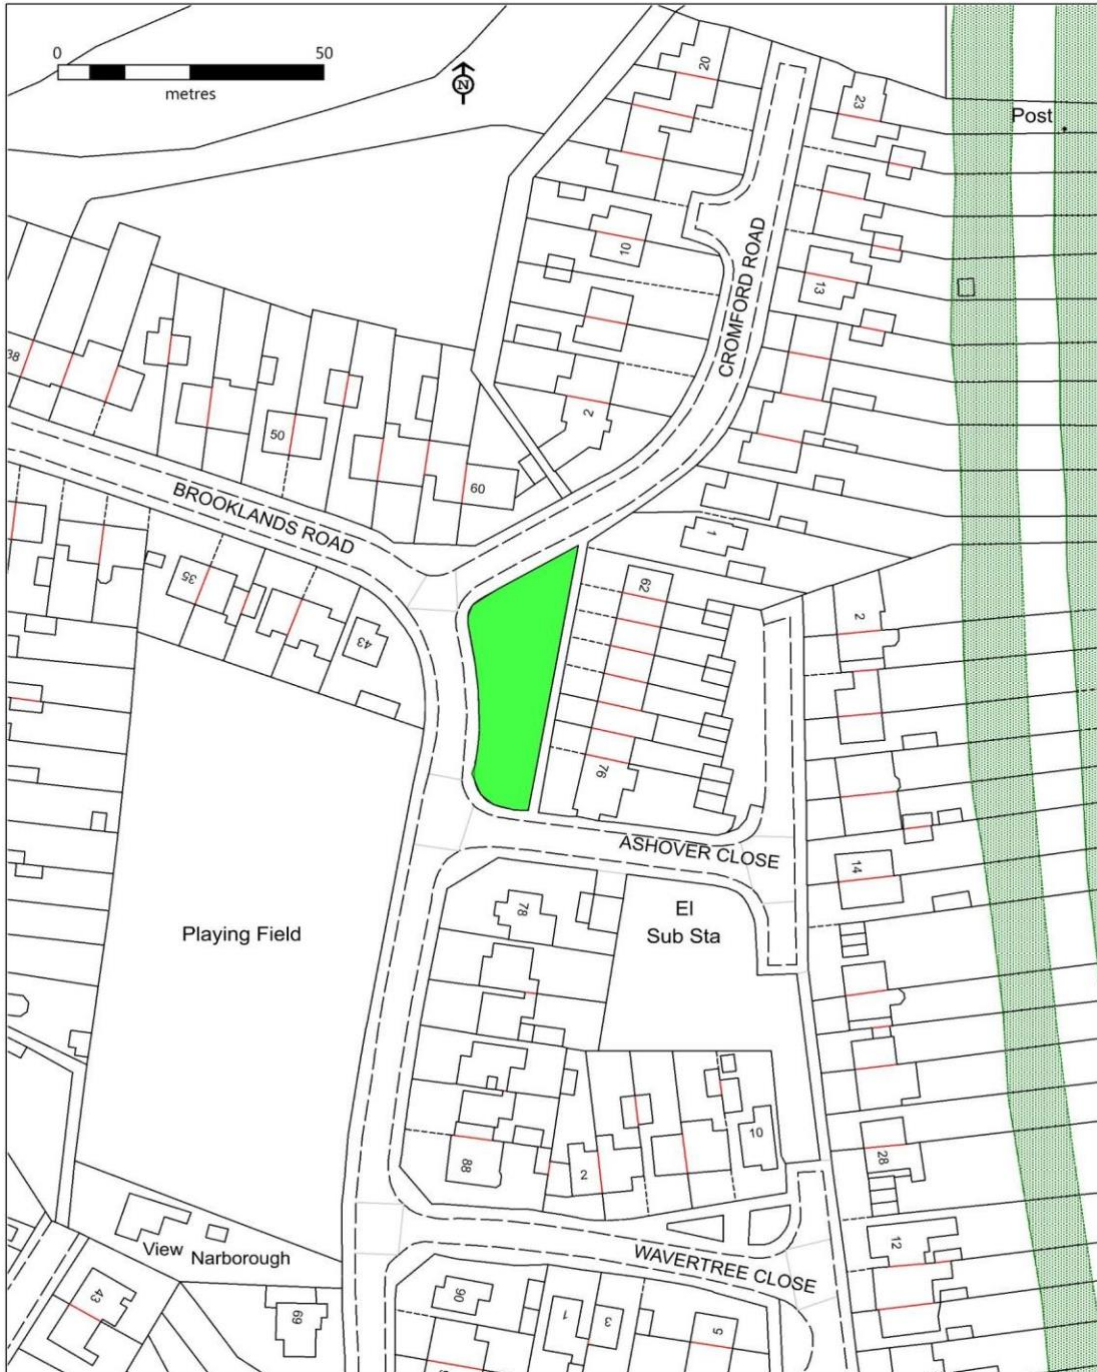 0 50
metres
N
20
23
Post
10
13
CROMFORD ROAD
38
50
2
60
BROOKLANDS ROAD
1
35
62
43
2
76
ASHOVER CLOSE
14
78
El
Sub Sta
Playing Field
88
2
10
28
View Narborough
WAVERTREE CLOSE
12
43
69
90
1
3
5